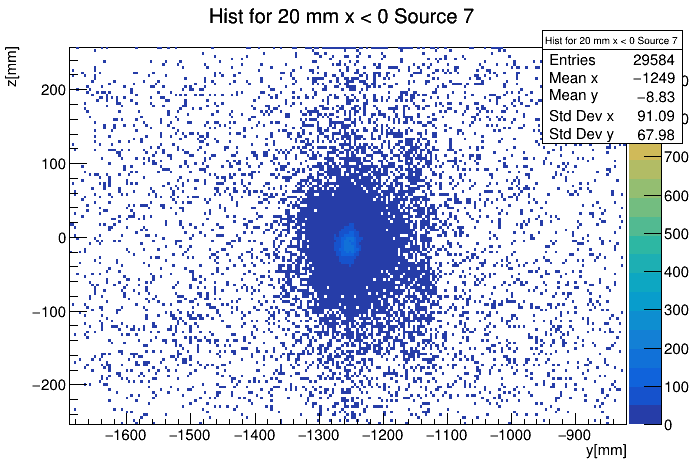 Hist for 20 mm x < 0 Source 7
z[mm]
Hist for 20 mm x < 0 Source 7
Entries 29584
Mean x −1249
Mean y −8.83
Std Dev x 91.09
Std Dev y 67.98
200
100
0
−100
−200
−1600 −1500 −1400 −1300 −1200 −1100 −1000 −900
y[mm]
700
600
500
400
300
200
100
0